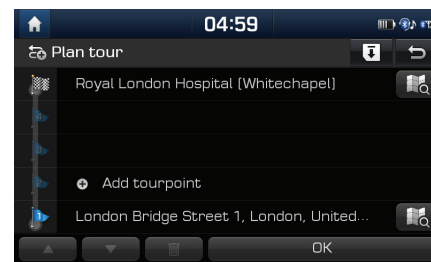 04:59
Plan tour
Royal London Hospital (Whitechapel)
Add tourpoint
London Bridge Street 1, London, United...
OK